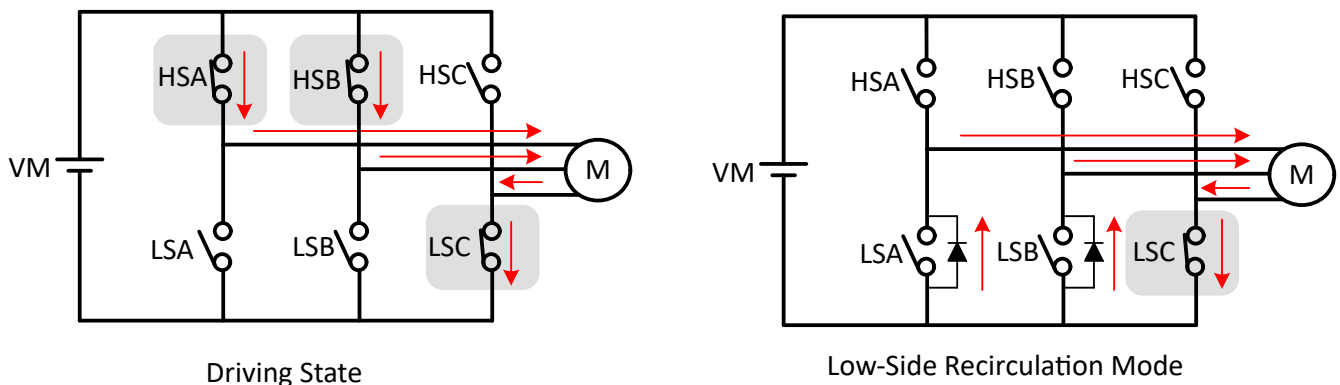 HSA
HSB
HSC
VM
M
LSA
LSB
LSC
Driving State
HSA
HSB
HSC
VM
M
LSA
LSB
LSC
Low-Side Recirculation Mode